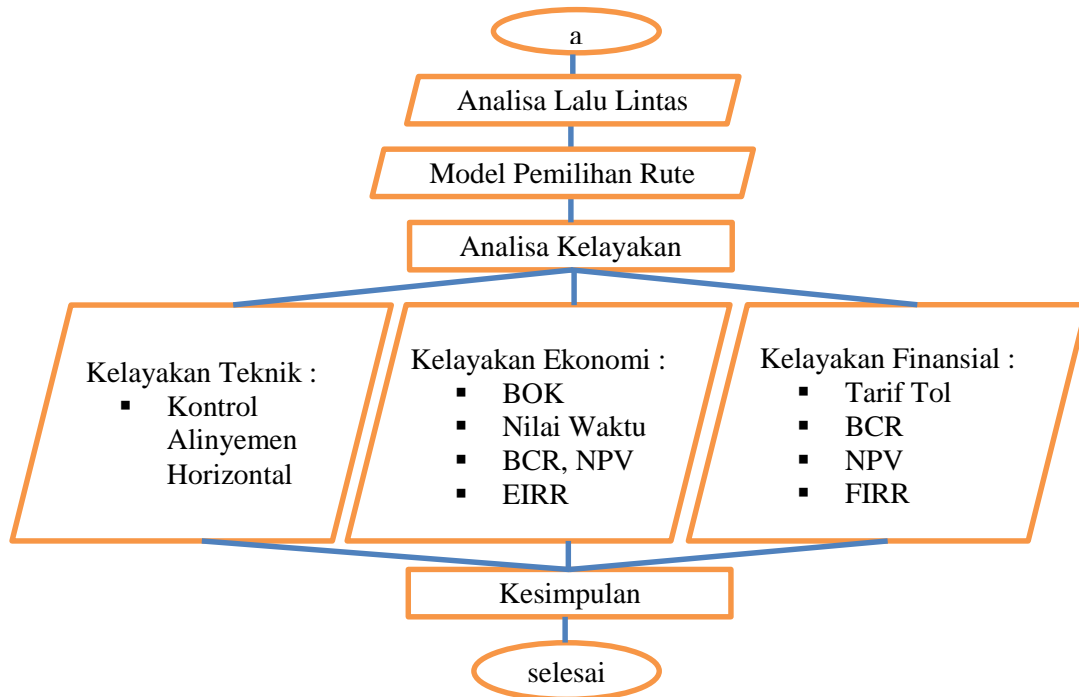 a
Analisa Lalu Lintas
Model Pemilihan Rute
Analisa Kelayakan
Kelayakan Teknik :
▪ Kontrol
Alinyemen
Horizontal
Kelayakan Ekonomi :
▪ BOK
▪ Nilai Waktu
▪ BCR, NPV
▪ EIRR
Kelayakan Finansial :
▪ Tarif Tol
▪ BCR
▪ NPV
▪ FIRR
Kesimpulan
selesai